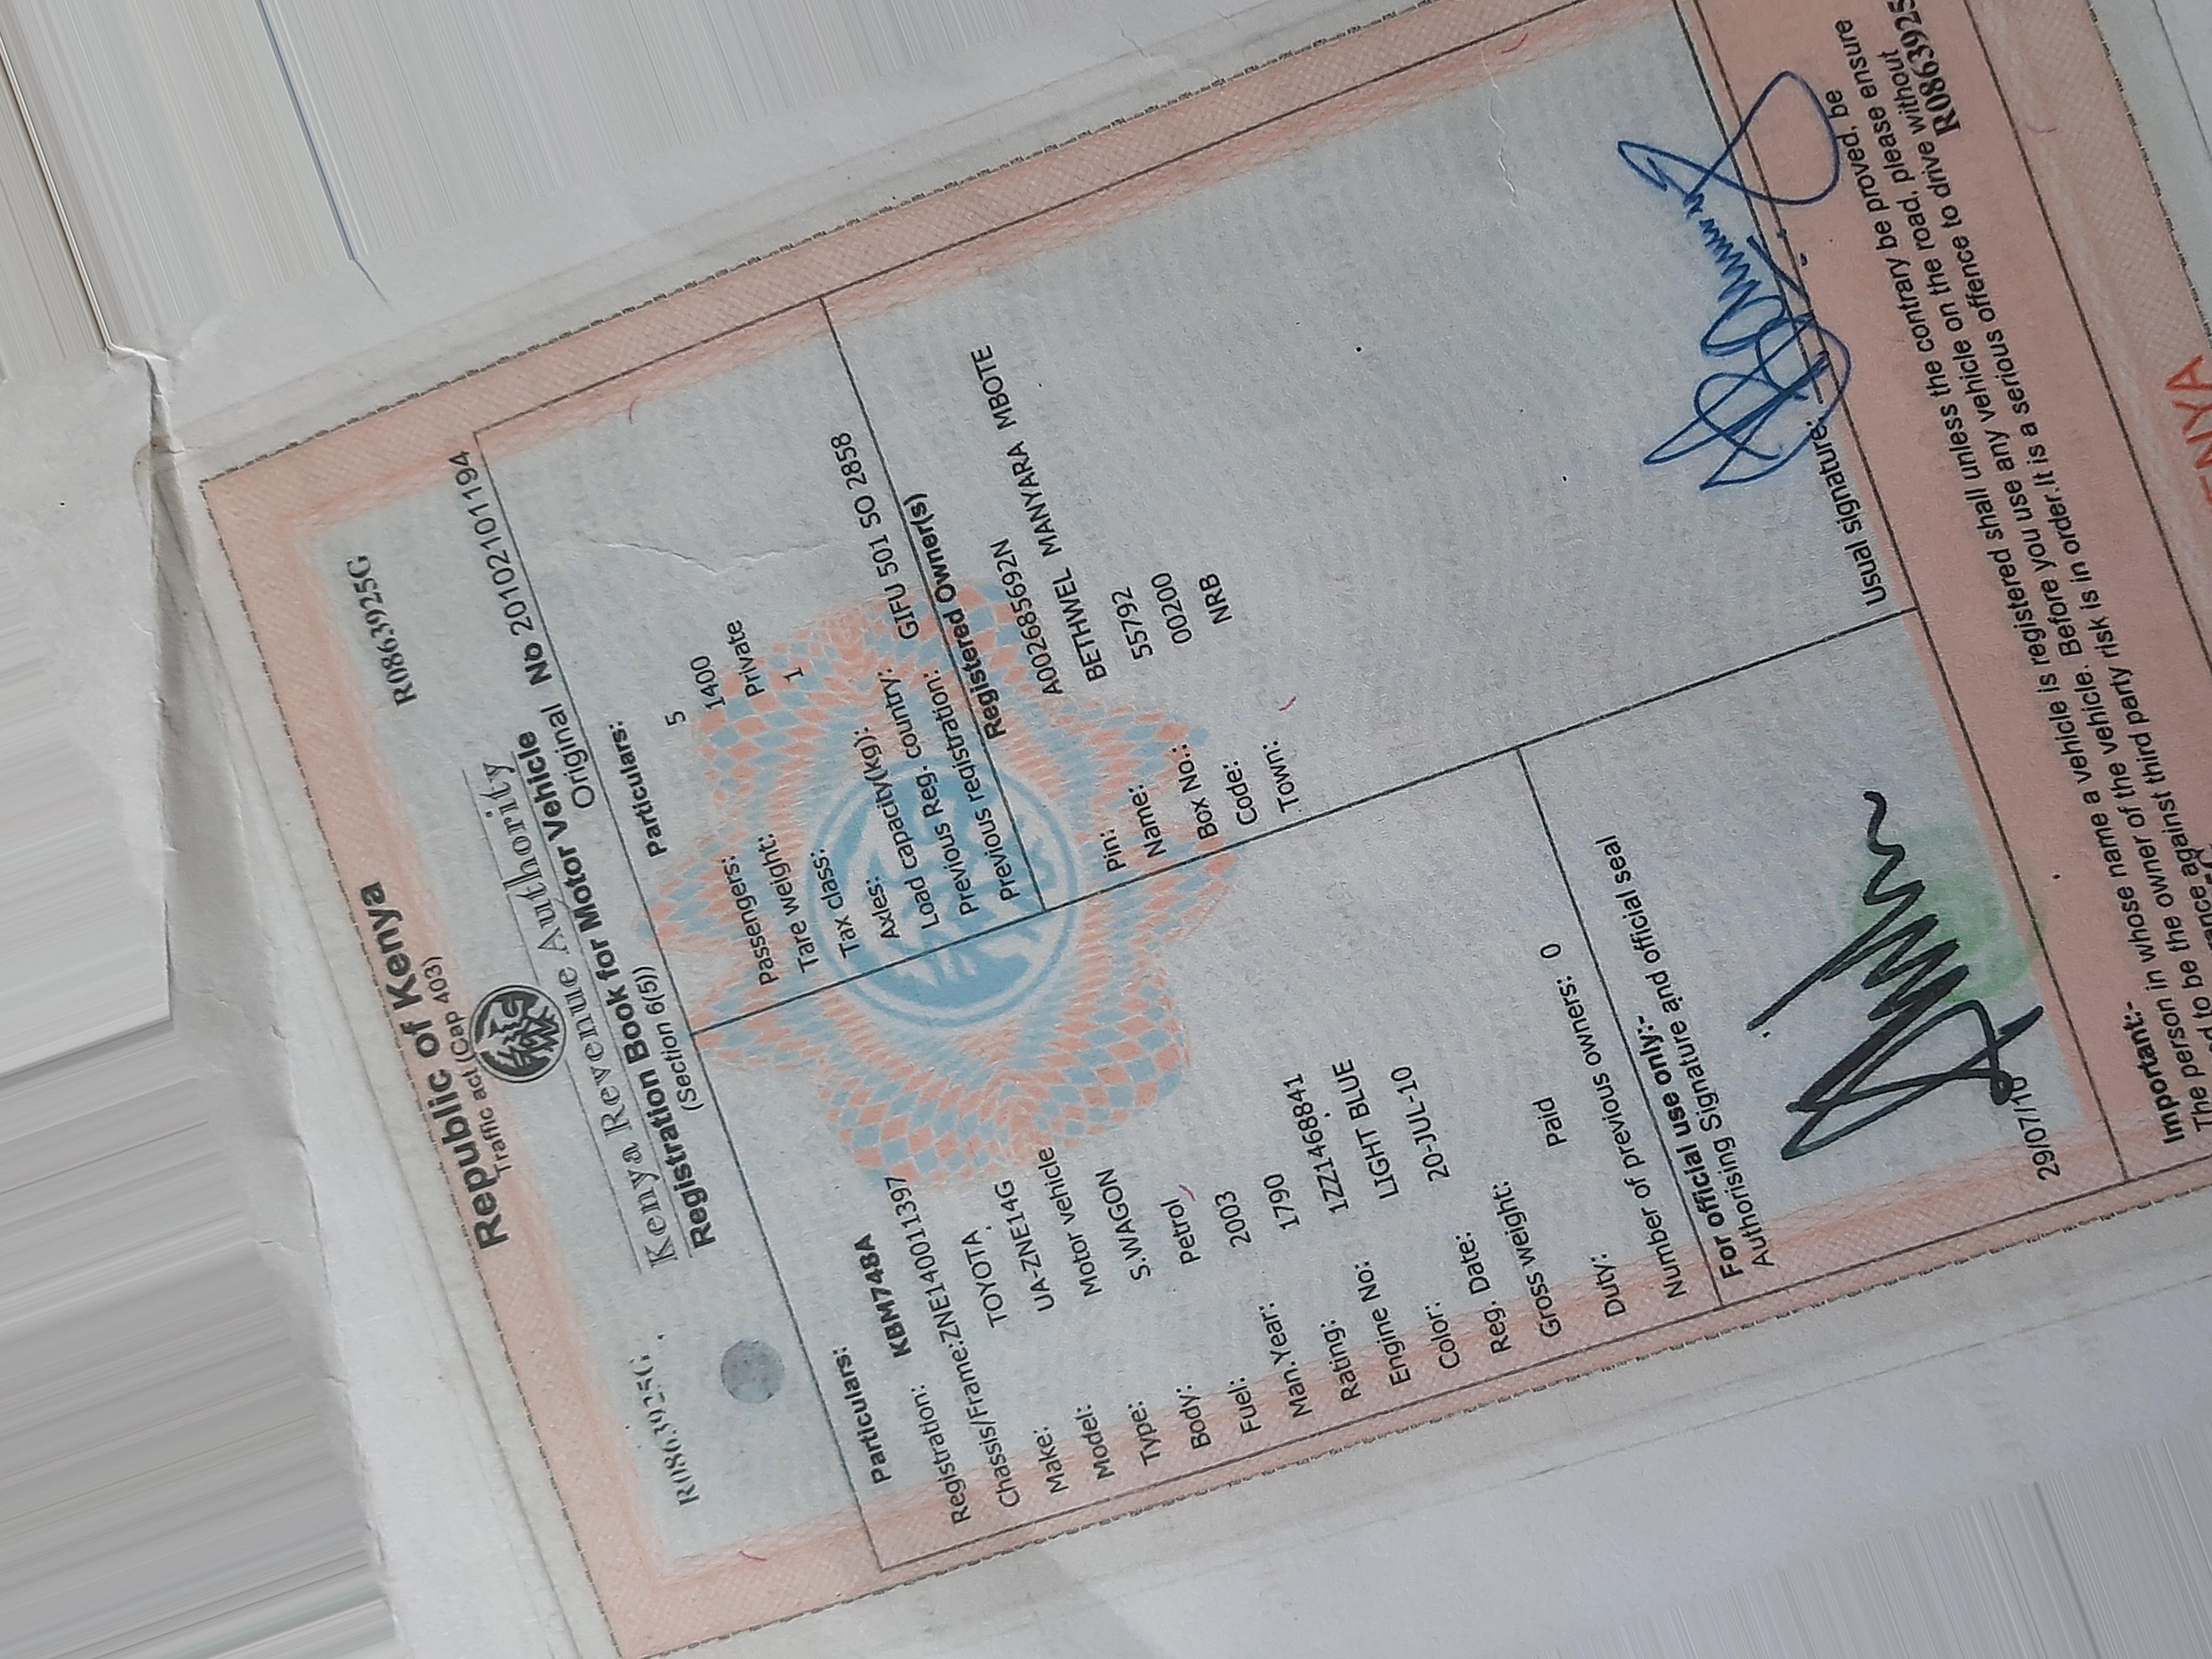 R0863925G
R0863925G
Republic of Kenya
Traffic act (Cap 403)
Kenya Revenue Authority
Registration Book for Motor Vehicle No 201021011194
(Section 6(5)) Original
Particulars:
Registration: KBM748A
Chassis/Frame:ZNE140011397
Make: TOYOTA
Model: UA-ZNE14G
Type: Motor vehicle
Body: S.WAGON
Fuel: Petrol
Man.Year: 2003
Rating: 1790
Engine No: 1ZZ1468841
Color: LIGHT BLUE
Reg. Date: 20-JUL-10
Gross weight:
Duty: Paid
Number of previous owners: 0
Particulars:
Passengers: 5
Tare weight: 1400
Tax class: Private
Axles: 1
Load capacity(kg):
Previous Reg. country:
Previous registration: GIFU 501 SO 2858
Registered Owner(s)
Pin: A002685692N
Name: BETHWEL MANYARA MBOTE
Box No.: 55792
Code: 00200
Town: NRB
For official use only:-
Authorising Signature and official seal
29/07/10
Usual signature:
Important:-
The person in whose name a vehicle is registered shall unless the contrary be proved, be
to be the owner of the vehicle. Before you use any vehicle on the road, please ensure
against third party risk is in order.It is a serious offence to drive without
R0863925